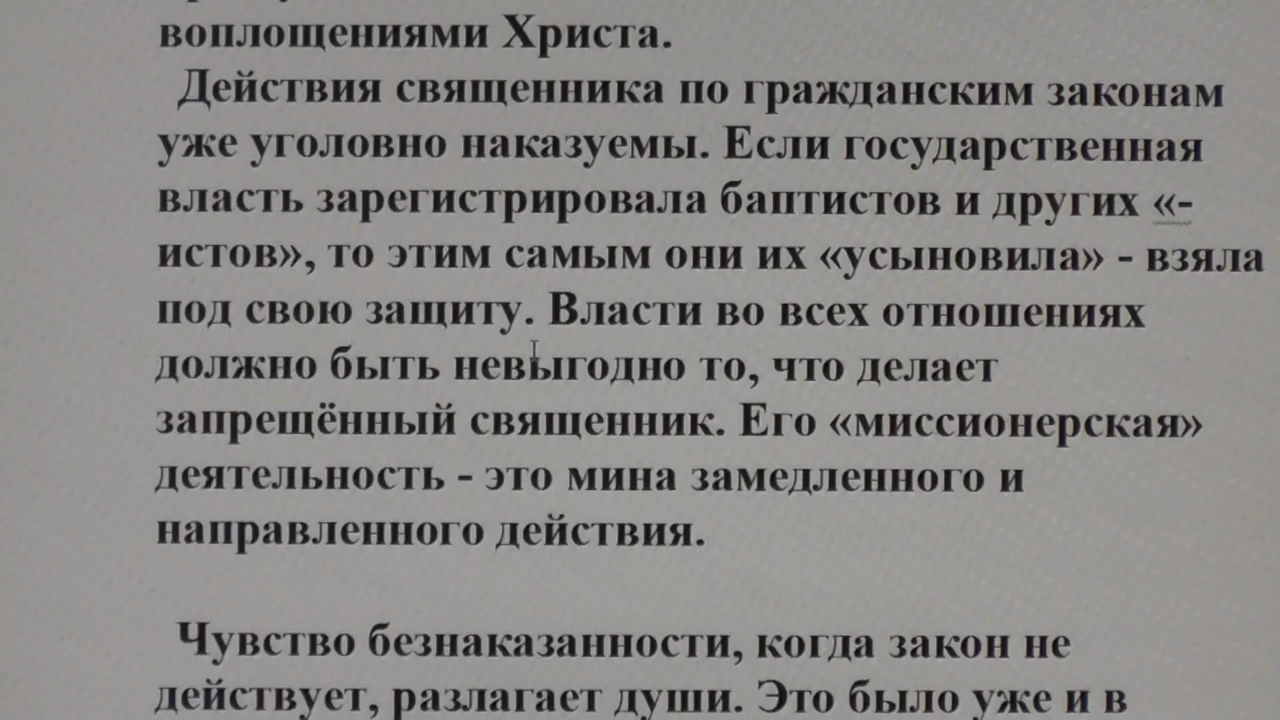 воплощениями Христа.
Действия священника по гражданским законам
уже уголовно наказуемы. Если государственная
власть зарегистрировала баптистов и других «-
истов», то этим самым они их «усыновила» - взяла
под свою защиту. Власти во всех отношениях
должно быть невыгодно то, что делает
запрещённый священник. Его «миссионерская»
деятельность - это мина замедленного и
направленного действия.
Чувство безнаказанности, когда закон не
действует, разлагает души. Это было уже и в